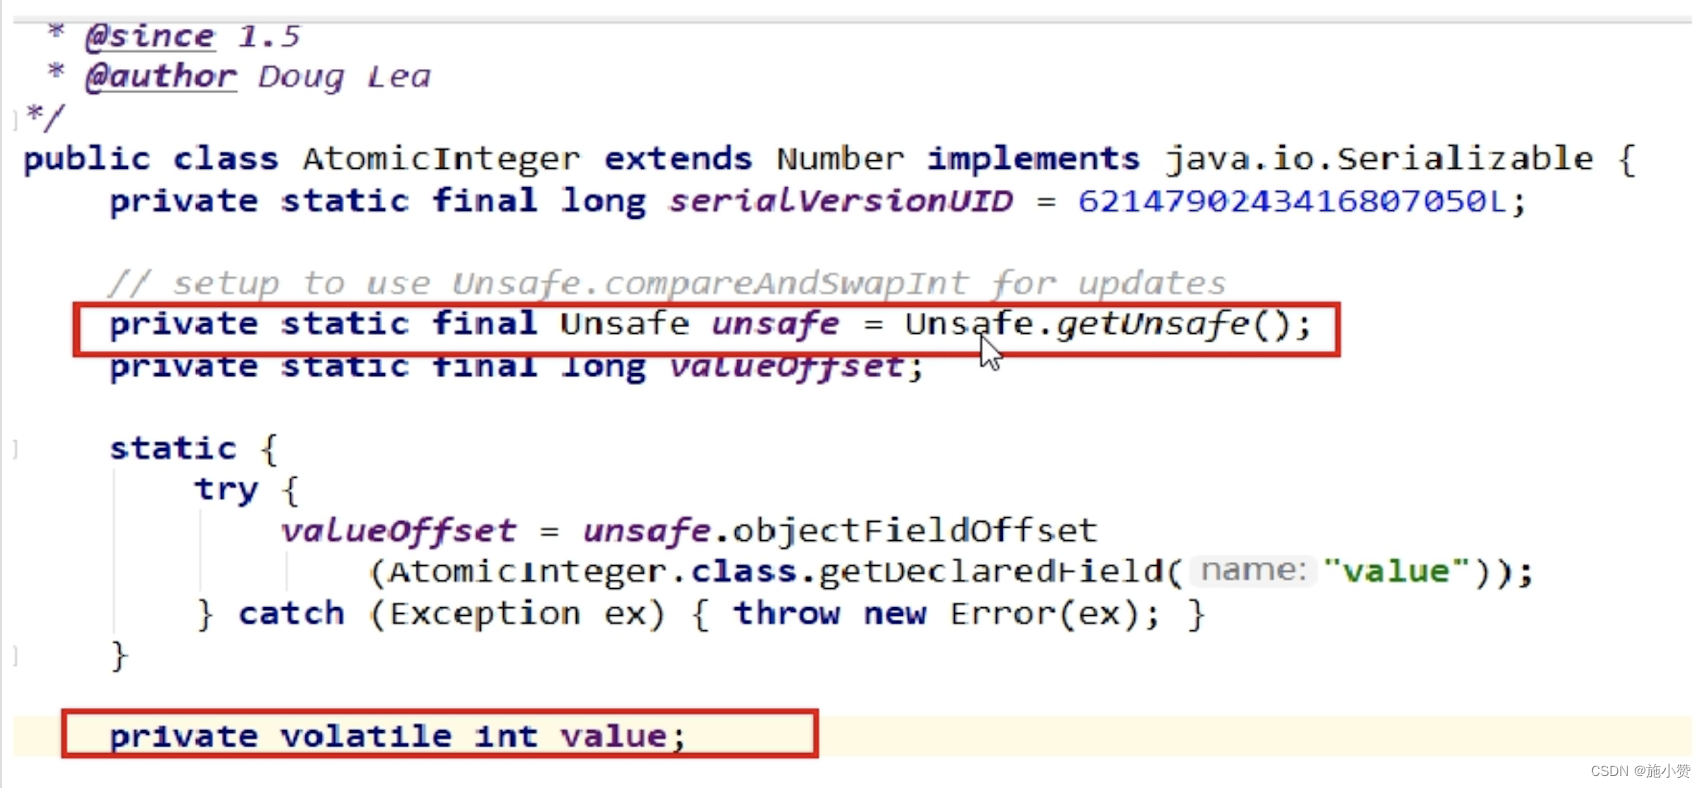 * @since 1.5
* @author Doug Lea
*/
public class AtomicInteger extends Number implements java.io.Serializable {
private static final long serialVersionUID = 6214790243416807050L;
// setup to use Unsafe.compareAndSwapInt for updates
private static final Unsafe unsafe = Unsafe.getUnsafe();
private static final long valueOffset;
static {
try {
valueOffset = unsafe.objectFieldOffset
(AtomicInteger.class.getDeclaredField( name: "value"));
} catch (Exception ex) { throw new Error(ex); }
}
private volatile int value;
CSDN @施小赞